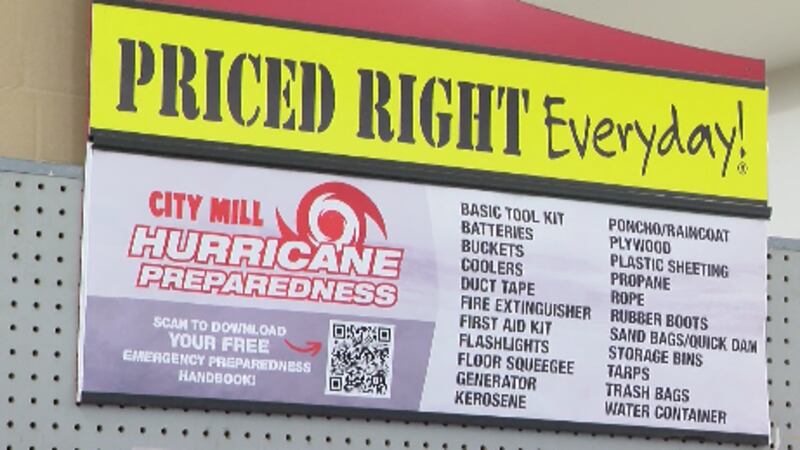 PRICED RIGHT Everyday!®
CITY MILL
HURRICANE
PREPAREDNESS
SCAN TO DOWNLOAD
YOUR FREE
EMERGENCY PREPAREDNESS
HANDBOOK!
BASIC TOOL KIT
BATTERIES
BUCKETS
COOLERS
DUCT TAPE
FIRE EXTINGUISHER
FIRST AID KIT
FLASHLIGHTS
FLOOR SQUEEGEE
GENERATOR
KEROSENE
PONCHO/RAINCOAT
PLYWOOD
PLASTIC SHEETING
PROPANE
ROPE
RUBBER BOOTS
SAND BAGS/QUICK DAM
STORAGE BINS
TARPS
TRASH BAGS
WATER CONTAINER